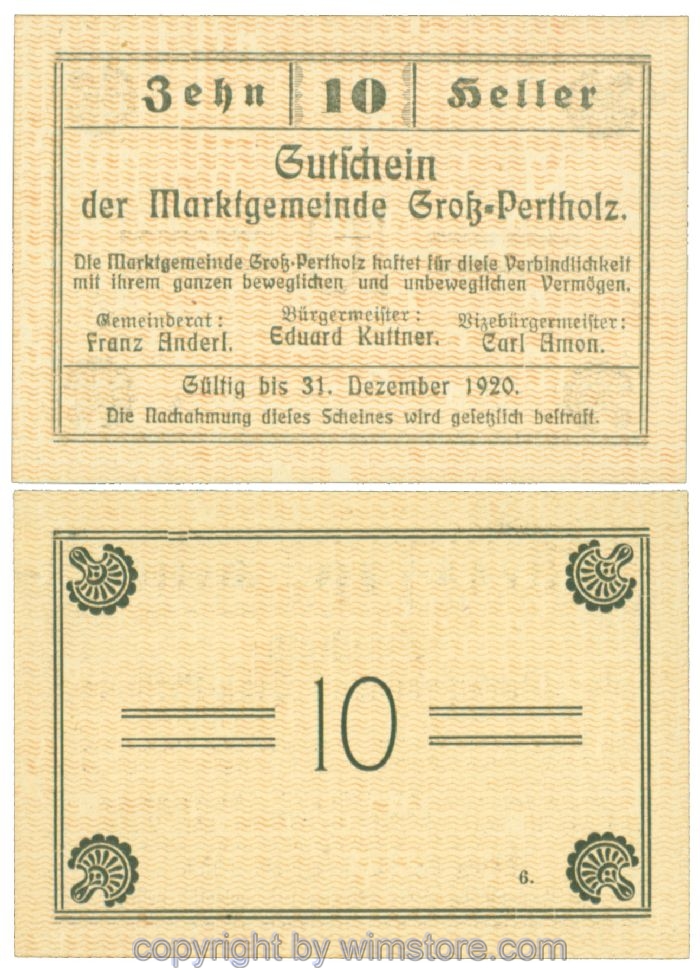 Zehn 10 Heller
Gutschein
der Marktgemeinde Groß-Pertholz.
Die Marktgemeinde Groß-Pertholz haftet für diese Verbindlichkeit
mit ihrem ganzen beweglichen und unbeweglichen Vermögen.
Gemeinderat: Bürgermeister: Vizebürgermeister:
Franz Anderl. Eduard Kuttner. Carl Amon.
Gültig bis 31. Dezember 1920.
Die Nachahmung dieses Scheines wird gesetzlich bestraft.
10
6.
copyright by wimstore.com